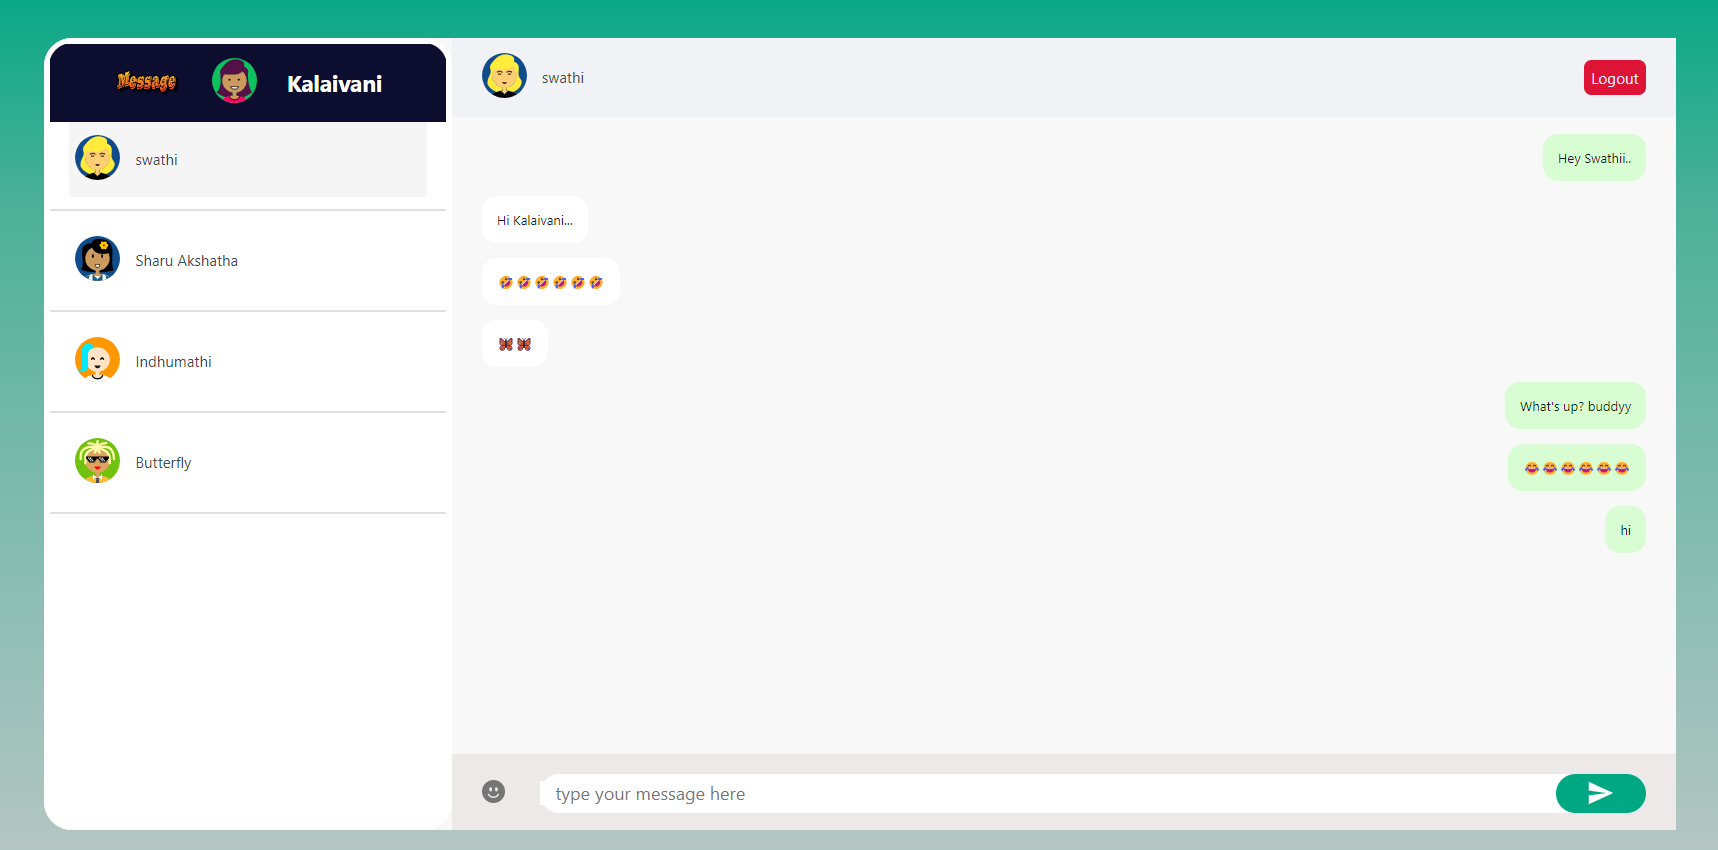 Message
Kalaivani
swathi
Sharu Akshatha
Indhumathi
Butterfly
swathi
Logout
Hey Swathii..
Hi Kalaivani...
🤣🤣🤣🤣🤣🤣
🦋🦋
What's up? buddyy
😂😂😂😂😂😂
hi
type your message here